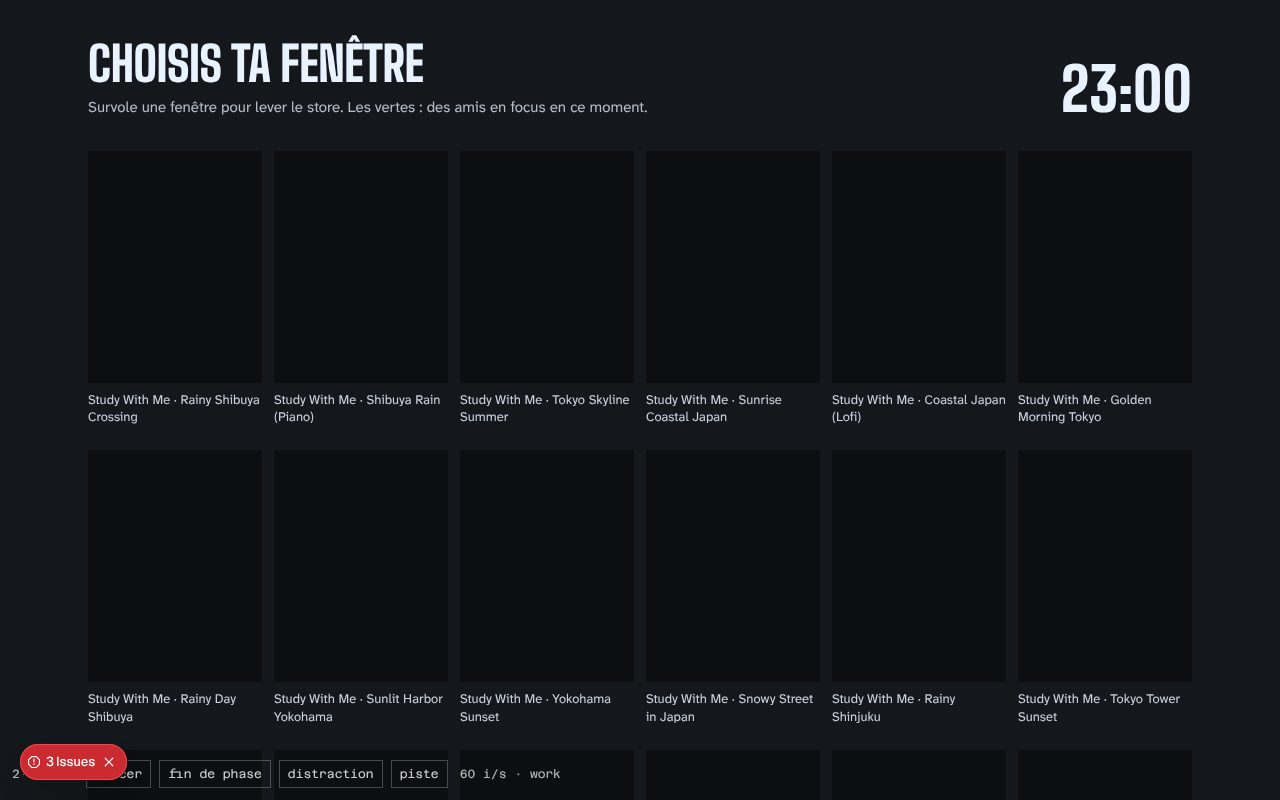 CHOISIS TA FENÊTRE
Survole une fenêtre pour lever le store. Les vertes : des amis en focus en ce moment.
23:00
Study With Me · Rainy Shibuya
Crossing
Study With Me · Shibuya Rain
(Piano)
Study With Me · Tokyo Skyline
Summer
Study With Me · Sunrise
Coastal Japan
Study With Me · Coastal Japan
(Lofi)
Study With Me · Golden
Morning Tokyo
Study With Me · Rainy Day
Shibuya
Study With Me · Sunlit Harbor
Yokohama
Study With Me · Yokohama
Sunset
Study With Me · Snowy Street
in Japan
Study With Me · Rainy
Shinjuku
Study With Me · Tokyo Tower
Sunset
3 Issues
2
fin de phase
distraction
piste
60 i/s · work